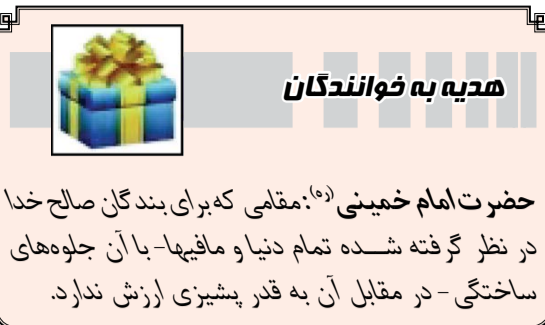 هدیه به خوانندگان
حضرت امام خمینی(ره): مقامی که برای بندگان صالح خدا
در نظر گرفته شده تمام دنیا و مافیها- با آن جلوه‌های
ساختگی - در مقابل آن به قدر پشیزی ارزش ندارد.